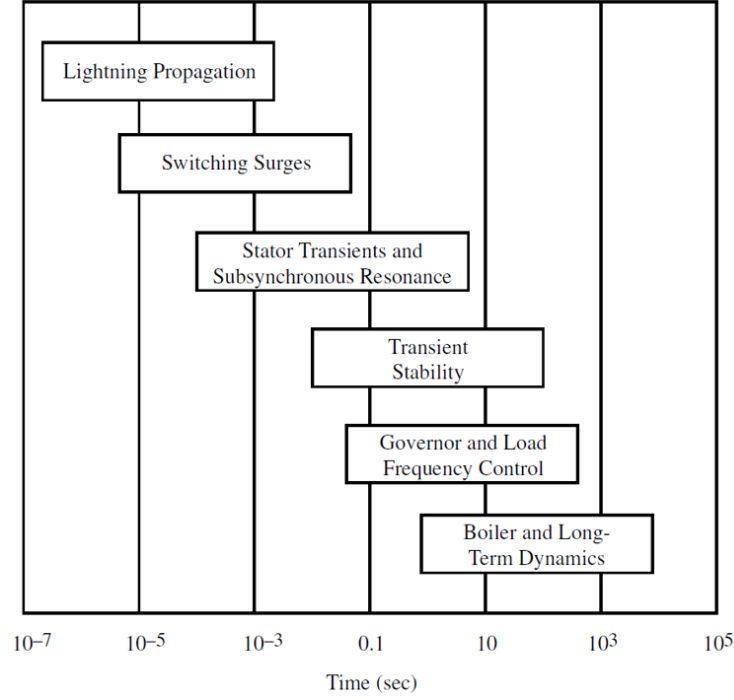 Lightning Propagation
Switching Surges
Stator Transients and
Subsynchronous Resonance
Transient
Stability
Governor and Load
Frequency Control
Boiler and Long-
Term Dynamics
10⁻⁷ 10⁻⁵ 10⁻³ 0.1 10 10³ 10⁵
Time (sec)